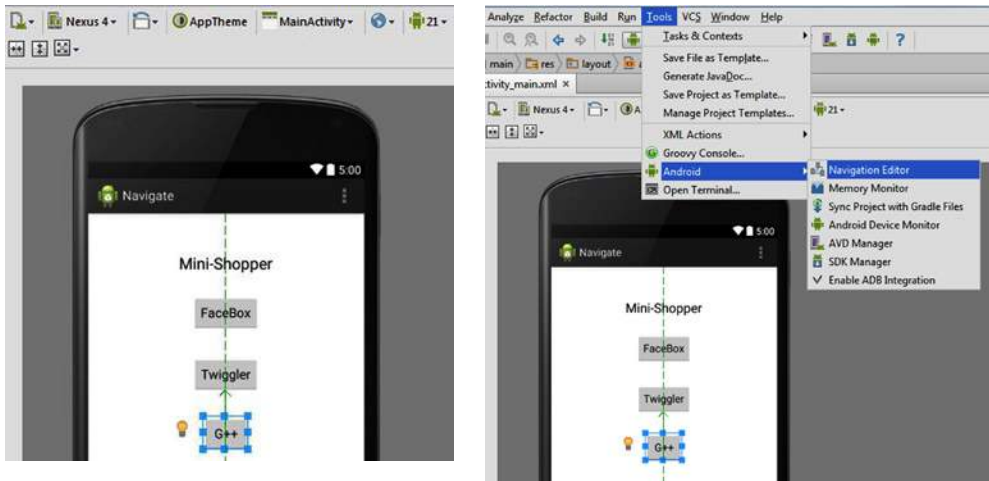 Nexus 4 AppTheme MainActivity 21
5:00
Navigate
Mini-Shopper
FaceBox
Twiggler
G++
Analyze Refactor Build Run Tools VCS Window Help
Tasks & Contexts
Save File as Template...
Generate JavaDoc...
Save Project as Template...
Manage Project Templates...
XML Actions
Groovy Console...
Android
Open Terminal...
Navigation Editor
Memory Monitor
Sync Project with Gradle Files
Android Device Monitor
AVD Manager
SDK Manager
Enable ADB Integration
main res layout
tivity_main.xml
Nexus 4 21
5:00
Navigate
Mini-Shopper
FaceBox
Twiggler
G++